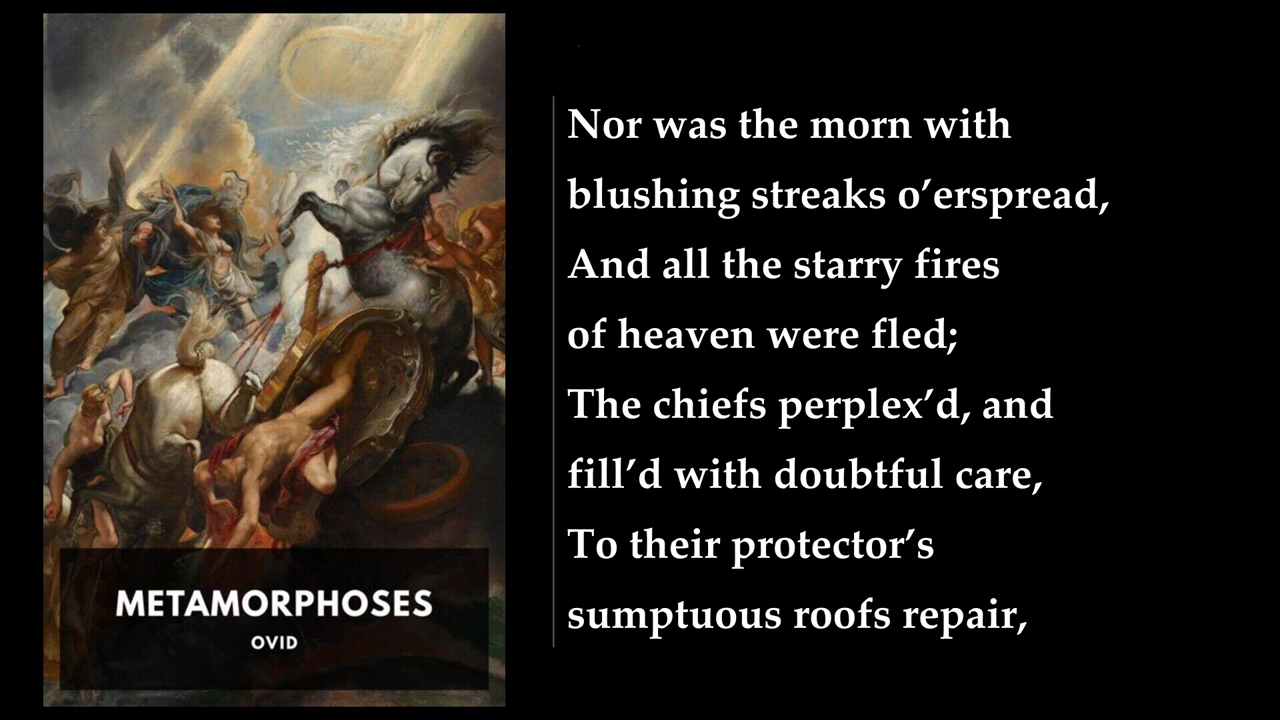 METAMORPHOSES
OVID
Nor was the morn with
blushing streaks o’erspread,
And all the starry fires
of heaven were fled;
The chiefs perplex’d, and
fill’d with doubtful care,
To their protector’s
sumptuous roofs repair,